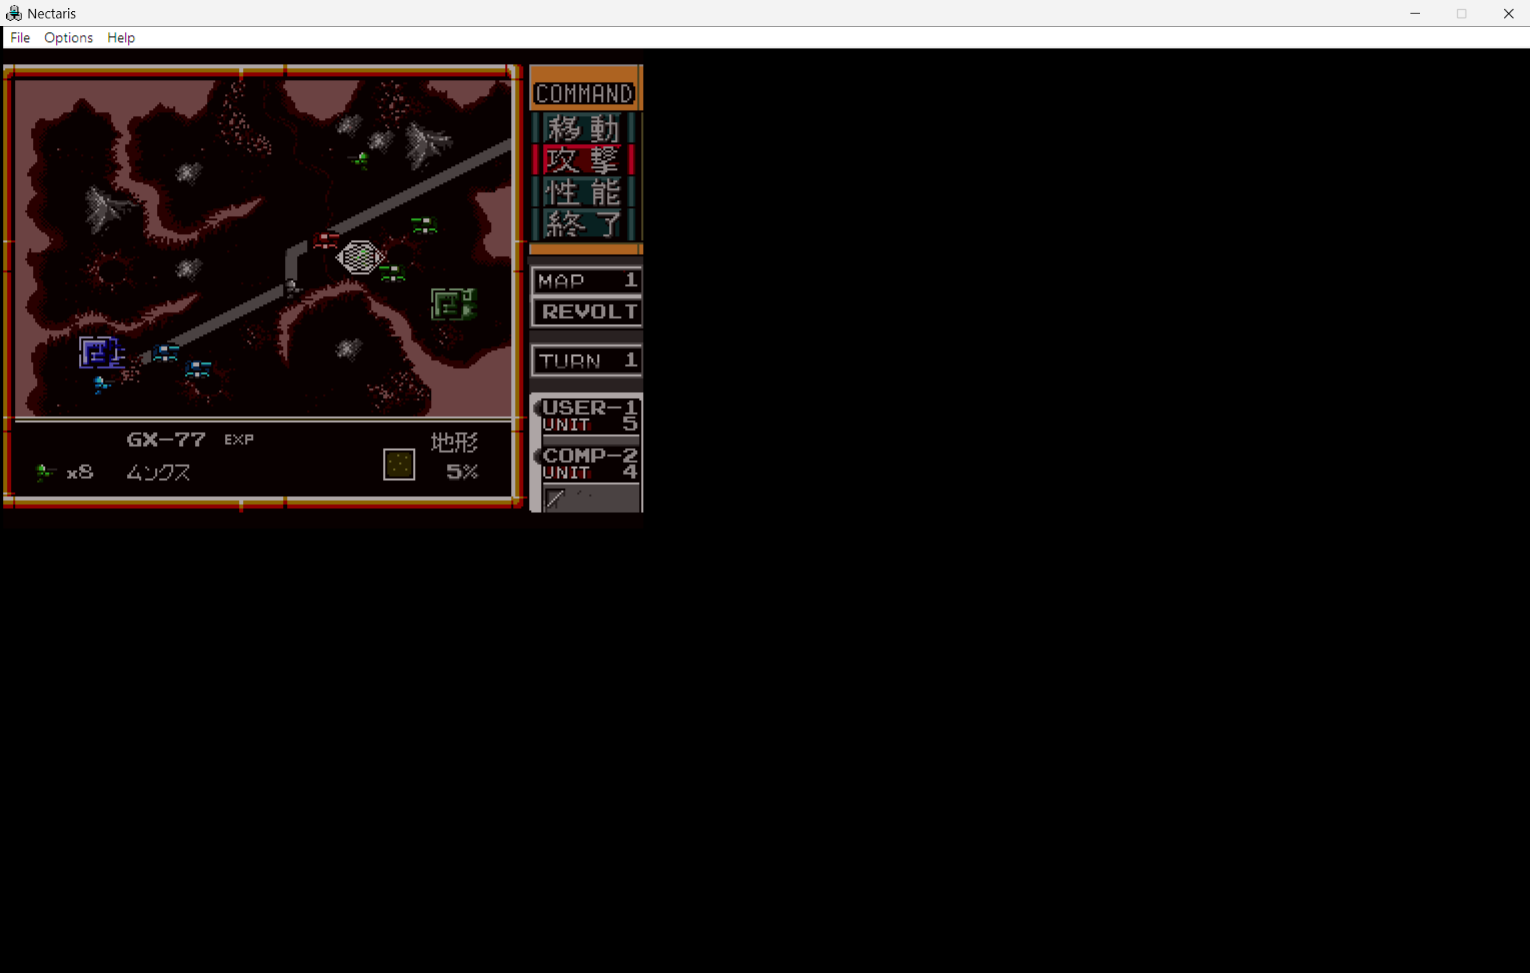 Nectaris
File Options Help
COMMAND
移動
攻撃
性能
終了
MAP 1
REVOLT
TURN 1
USER-1
UNIT 5
COMP-2
UNIT 4
GX-77 EXP 地形
x8 ムンクス 5%